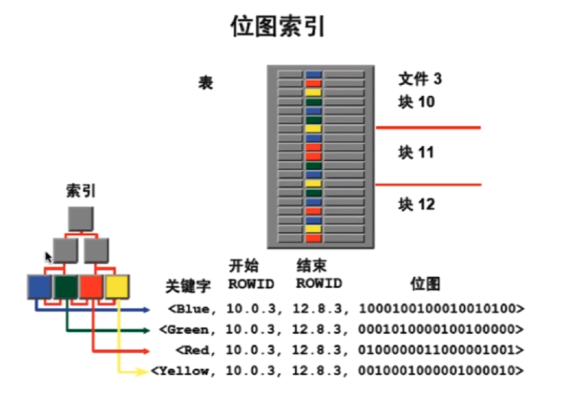 位图索引
表
文件 3
块 10
块 11
块 12
索引
关键字
开始
ROWID
结束
ROWID
位图
<Blue, 10.0.3, 12.8.3, 1000100100010010100>
<Green, 10.0.3, 12.8.3, 0001010000100100000>
<Red, 10.0.3, 12.8.3, 0100000011000001001>
<Yellow, 10.0.3, 12.8.3, 0010001000001000010>